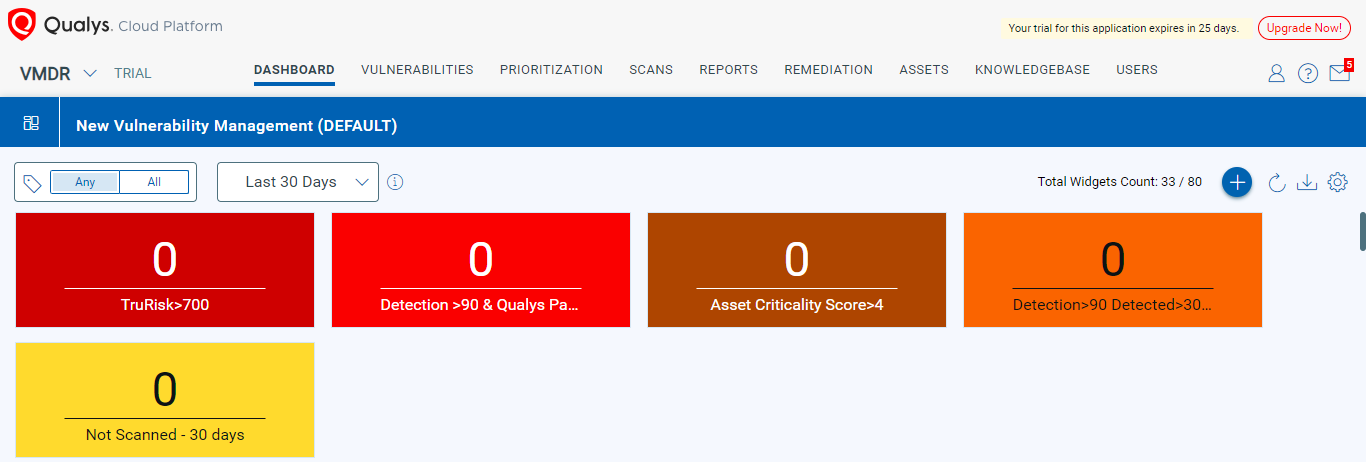 Qualys. Cloud Platform
Your trial for this application expires in 25 days. Upgrade Now!
VMDR TRIAL DASHBOARD VULNERABILITIES PRIORITIZATION SCANS REPORTS REMEDIATION ASSETS KNOWLEDGEBASE USERS ? 5
New Vulnerability Management (DEFAULT)
Any All Last 30 Days i Total Widgets Count: 33 / 80
0
TruRisk>700
0
Detection >90 & Qualys Pa...
0
Asset Criticality Score>4
0
Detection>90 Detected>30...
0
Not Scanned - 30 days